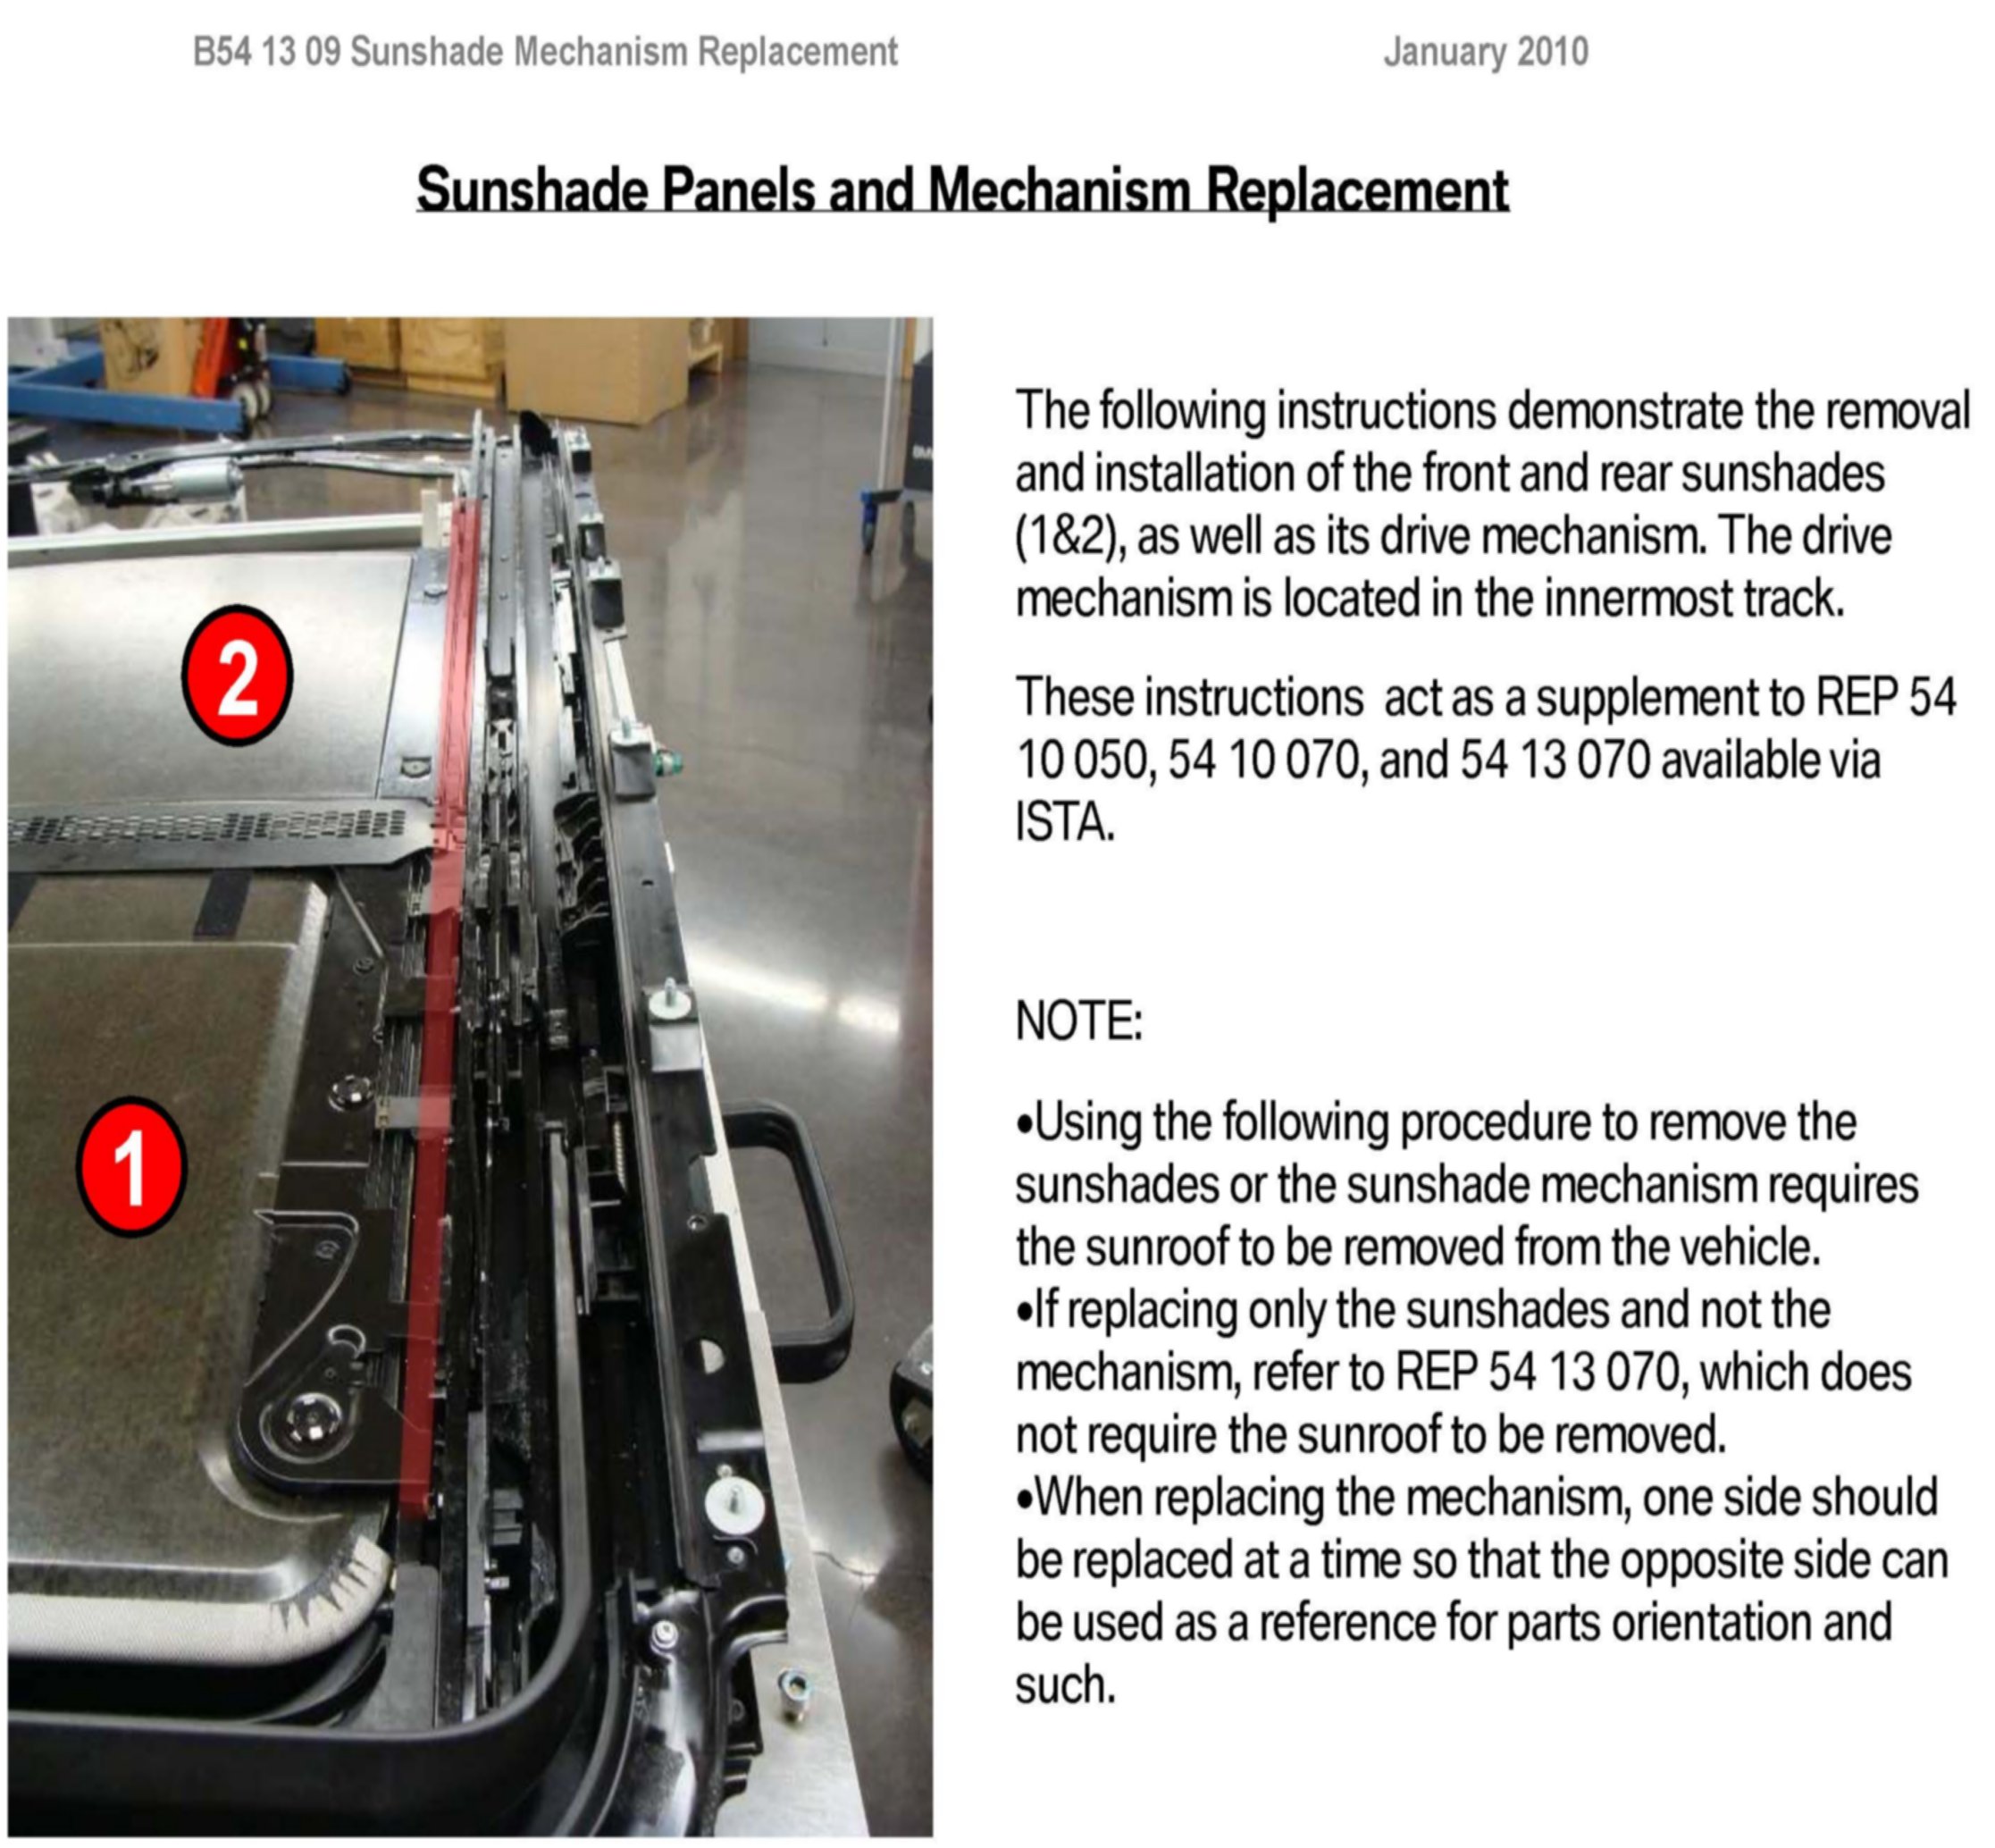 B54 13 09 Sunshade Mechanism Replacement January 2010
Sunshade Panels and Mechanism Replacement
2
1
The following instructions demonstrate the removal
and installation of the front and rear sunshades
(1&2), as well as its drive mechanism. The drive
mechanism is located in the innermost track.
These instructions act as a supplement to REP 54
10 050, 54 10 070, and 54 13 070 available via
ISTA.
NOTE:
•Using the following procedure to remove the
sunshades or the sunshade mechanism requires
the sunroof to be removed from the vehicle.
•If replacing only the sunshades and not the
mechanism, refer to REP 54 13 070, which does
not require the sunroof to be removed.
•When replacing the mechanism, one side should
be replaced at a time so that the opposite side can
be used as a reference for parts orientation and
such.